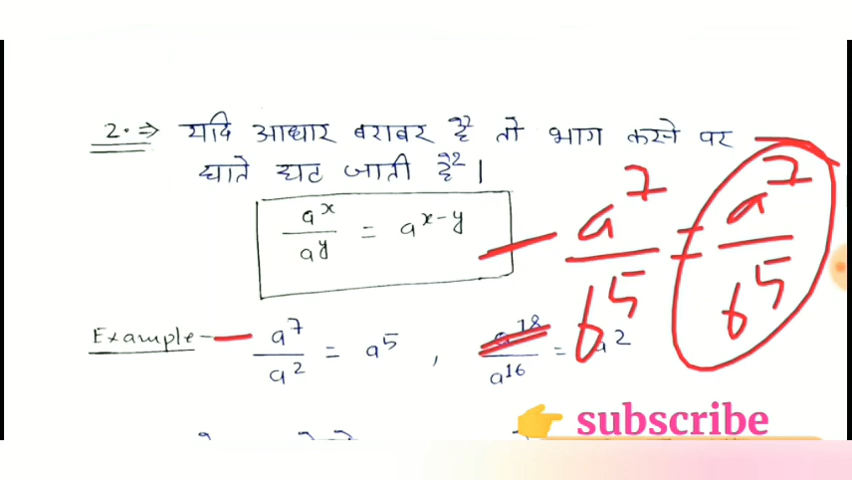 2. ⇒ यदि आधार बराबर है तो भाग करने पर
घाते घट जाती है।
a^x / a^y = a^(x-y)
a^7 / b^5 = a^7 / b^5
Example - a^7 / a^2 = a^5 , a^18 / a^16 = a^2
👉 subscribe